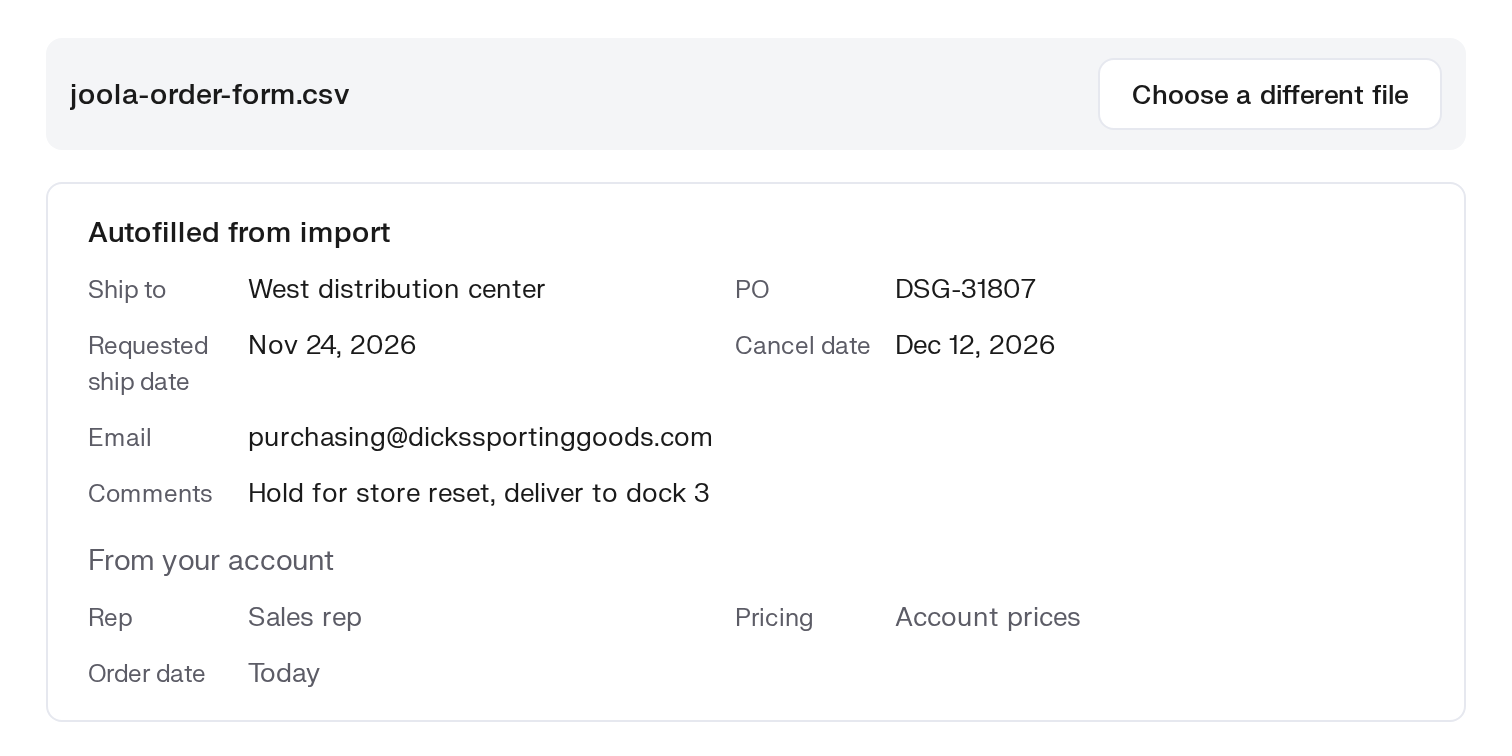 joola-order-form.csv
Choose a different file
Autofilled from import
Ship to West distribution center PO DSG-31807
Requested ship date Nov 24, 2026 Cancel date Dec 12, 2026
Email purchasing@dickssportinggoods.com
Comments Hold for store reset, deliver to dock 3
From your account
Rep Sales rep Pricing Account prices
Order date Today